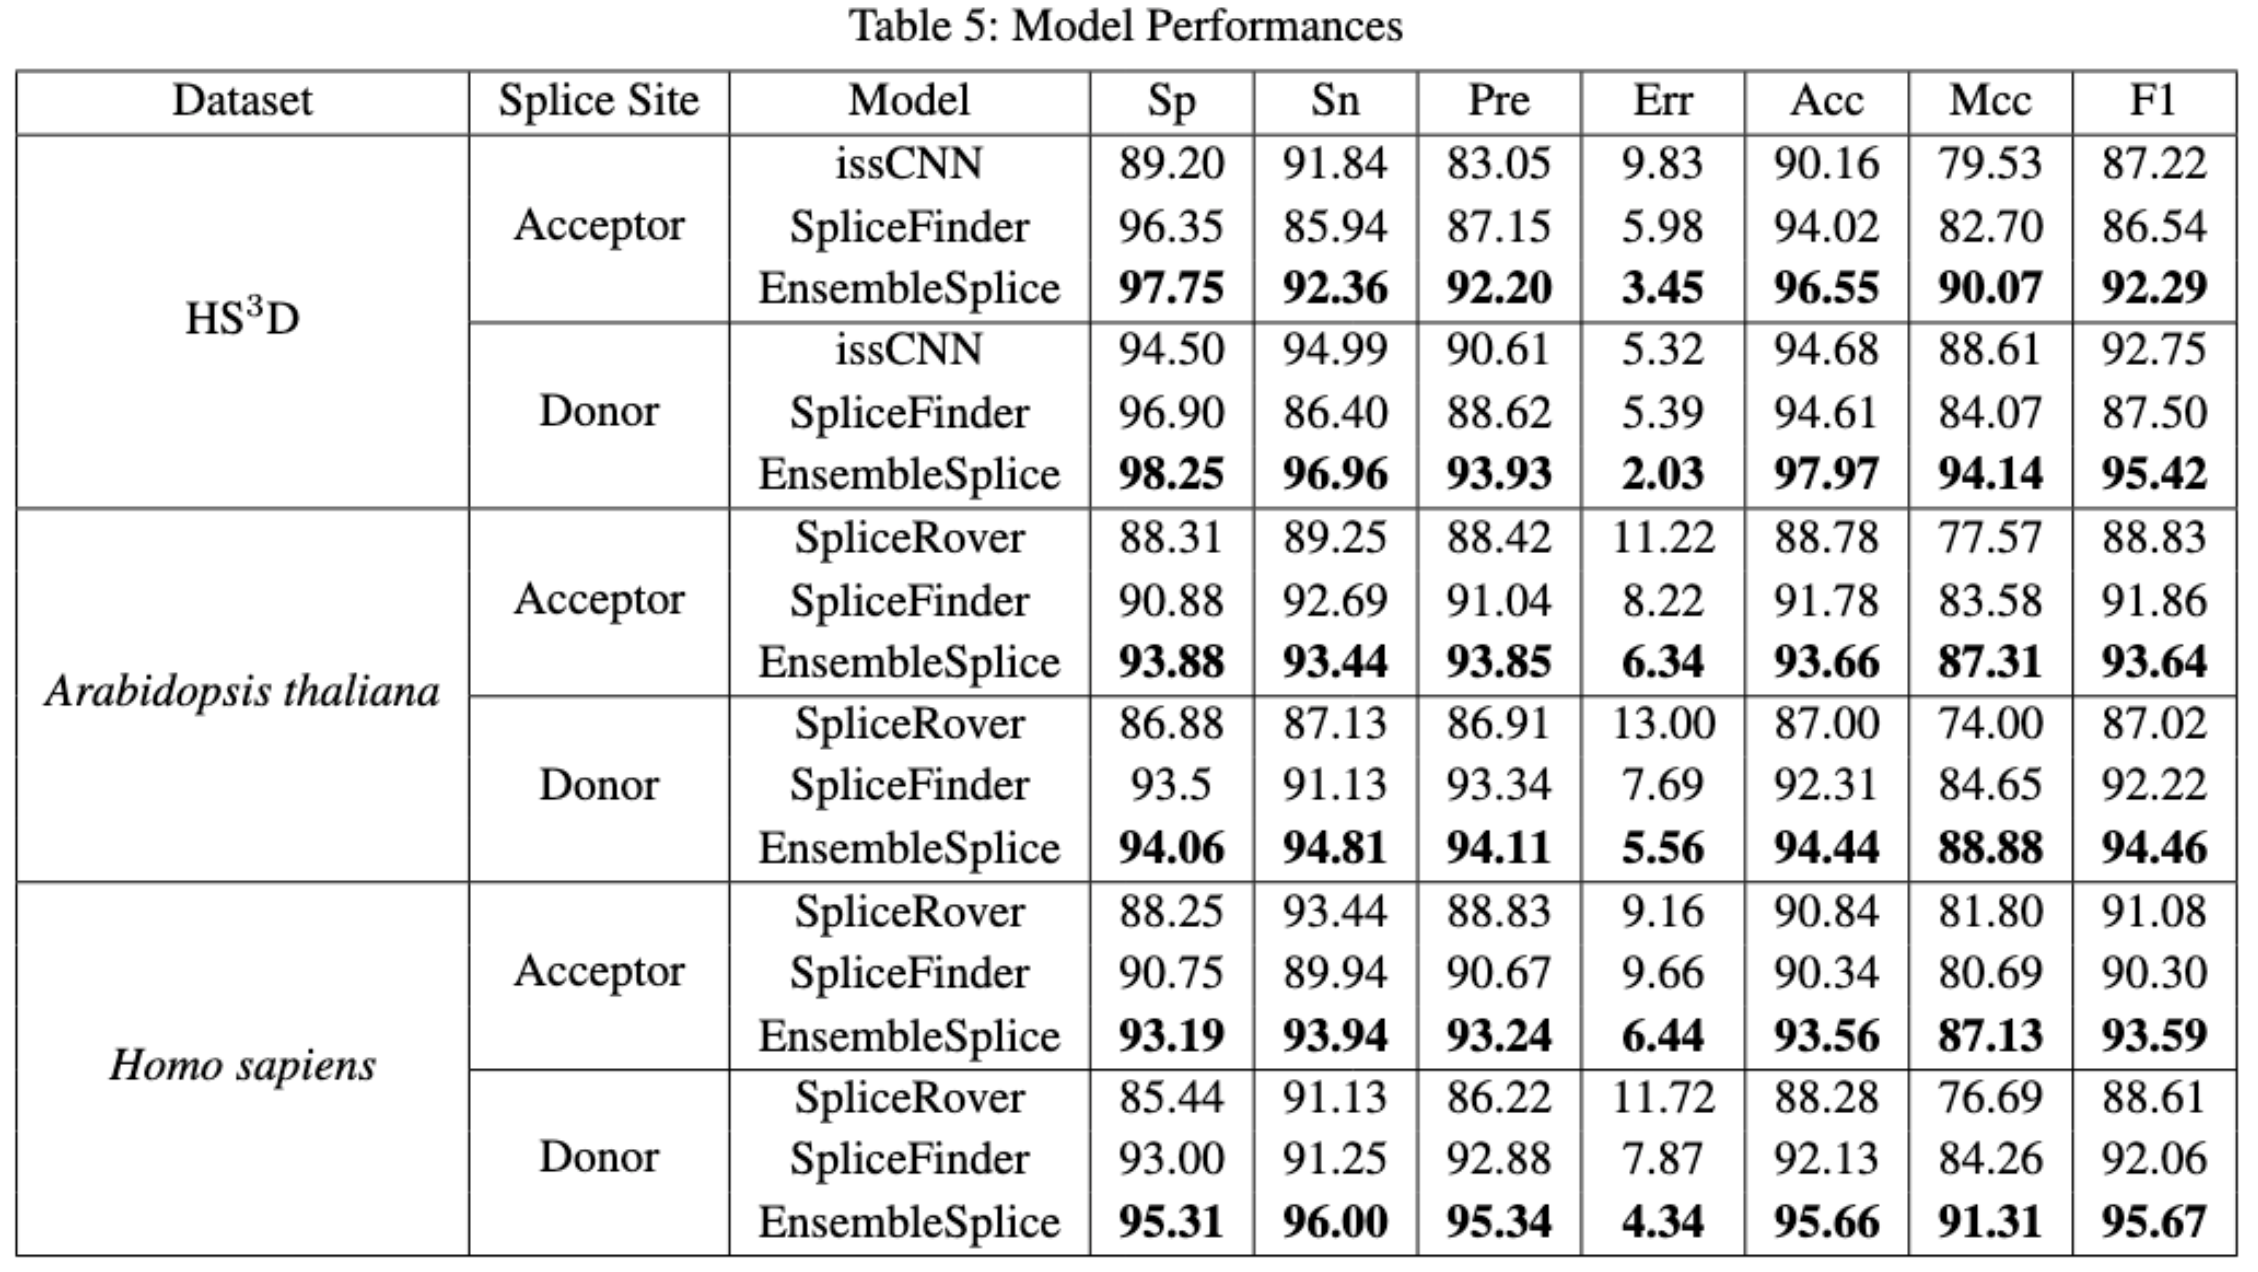 Table 5: Model Performances
Dataset Splice Site Model Sp Sn Pre Err Acc Mcc F1
HS³D Acceptor issCNN 89.20 91.84 83.05 9.83 90.16 79.53 87.22
SpliceFinder 96.35 85.94 87.15 5.98 94.02 82.70 86.54
EnsembleSplice 97.75 92.36 92.20 3.45 96.55 90.07 92.29
Donor issCNN 94.50 94.99 90.61 5.32 94.68 88.61 92.75
SpliceFinder 96.90 86.40 88.62 5.39 94.61 84.07 87.50
EnsembleSplice 98.25 96.96 93.93 2.03 97.97 94.14 95.42
Arabidopsis thaliana Acceptor SpliceRover 88.31 89.25 88.42 11.22 88.78 77.57 88.83
SpliceFinder 90.88 92.69 91.04 8.22 91.78 83.58 91.86
EnsembleSplice 93.88 93.44 93.85 6.34 93.66 87.31 93.64
Donor SpliceRover 86.88 87.13 86.91 13.00 87.00 74.00 87.02
SpliceFinder 93.5 91.13 93.34 7.69 92.31 84.65 92.22
EnsembleSplice 94.06 94.81 94.11 5.56 94.44 88.88 94.46
Homo sapiens Acceptor SpliceRover 88.25 93.44 88.83 9.16 90.84 81.80 91.08
SpliceFinder 90.75 89.94 90.67 9.66 90.34 80.69 90.30
EnsembleSplice 93.19 93.94 93.24 6.44 93.56 87.13 93.59
Donor SpliceRover 85.44 91.13 86.22 11.72 88.28 76.69 88.61
SpliceFinder 93.00 91.25 92.88 7.87 92.13 84.26 92.06
EnsembleSplice 95.31 96.00 95.34 4.34 95.66 91.31 95.67